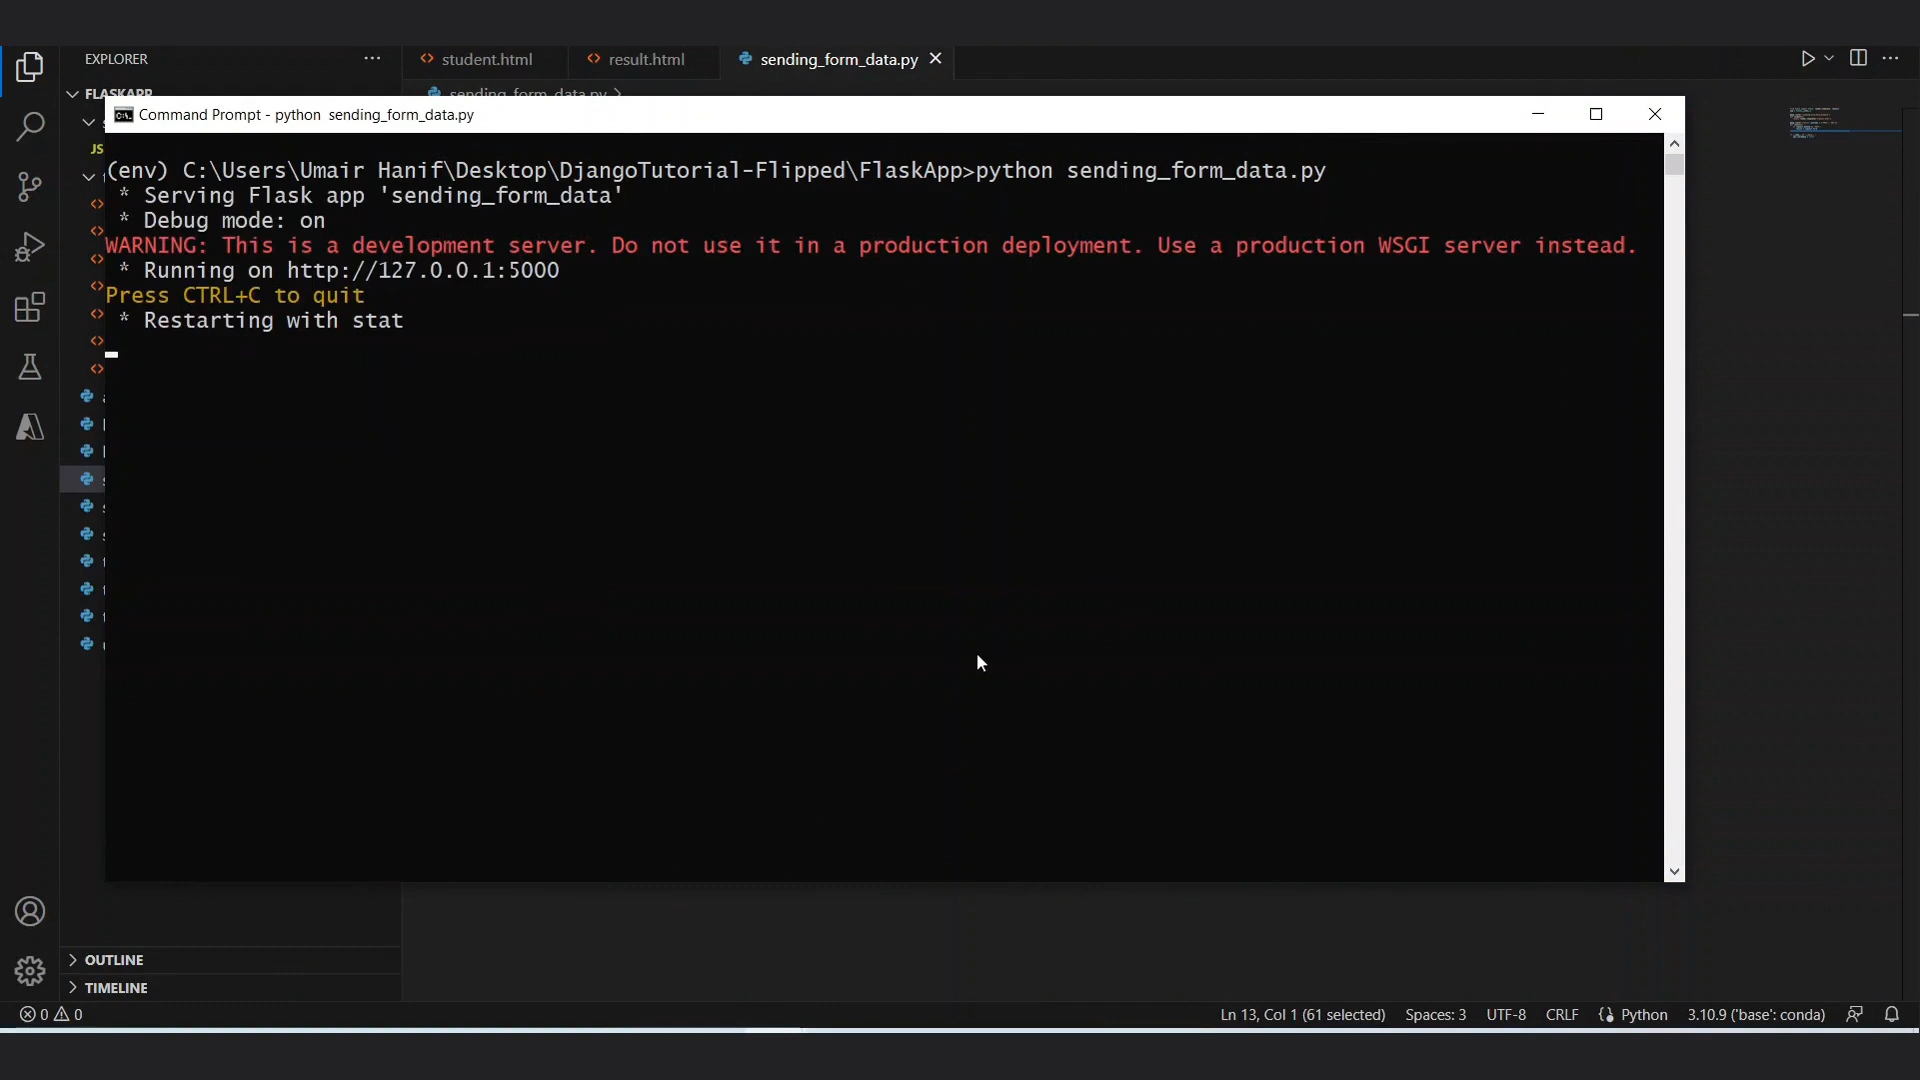 EXPLORER
student.html
result.html
sending_form_data.py
FLASKAPP
sending_form_data.py
Command Prompt - python sending_form_data.py
JS
(env) C:\Users\Umair Hanif\Desktop\DjangoTutorial-Flipped\FlaskApp>python sending_form_data.py
* Serving Flask app 'sending_form_data'
* Debug mode: on
WARNING: This is a development server. Do not use it in a production deployment. Use a production WSGI server instead.
* Running on http://127.0.0.1:5000
Press CTRL+C to quit
* Restarting with stat
OUTLINE
TIMELINE
0 0
Ln 13, Col 1 (61 selected)
Spaces: 3
UTF-8
CRLF
Python
3.10.9 ('base': conda)